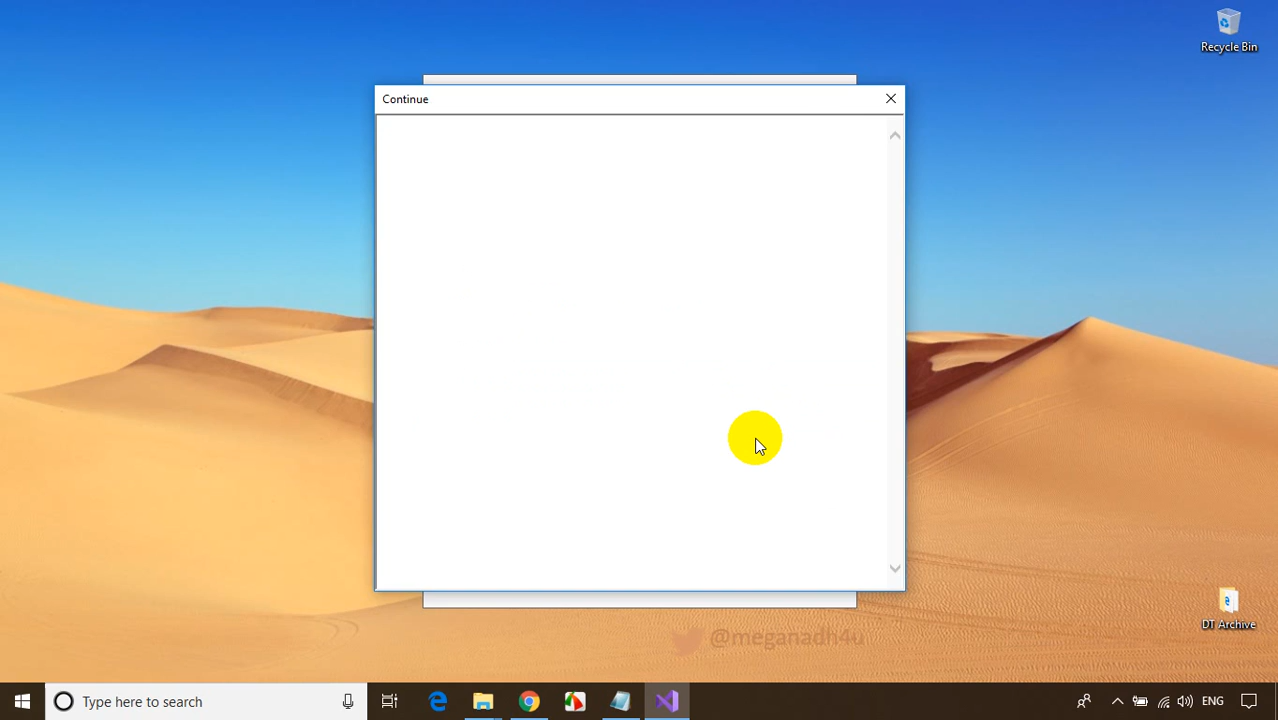 Recycle Bin
Continue
DT Archive
@meganadh4u
Type here to search
ENG